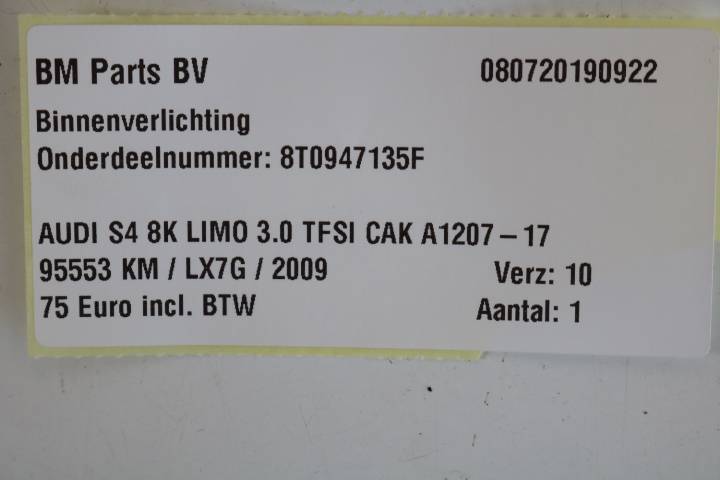 BM Parts BV 080720190922
Binnenverlichting
Onderdeelnummer: 8T0947135F
AUDI S4 8K LIMO 3.0 TFSI CAK A1207 – 17
95553 KM / LX7G / 2009 Verz: 10
75 Euro incl. BTW Aantal: 1